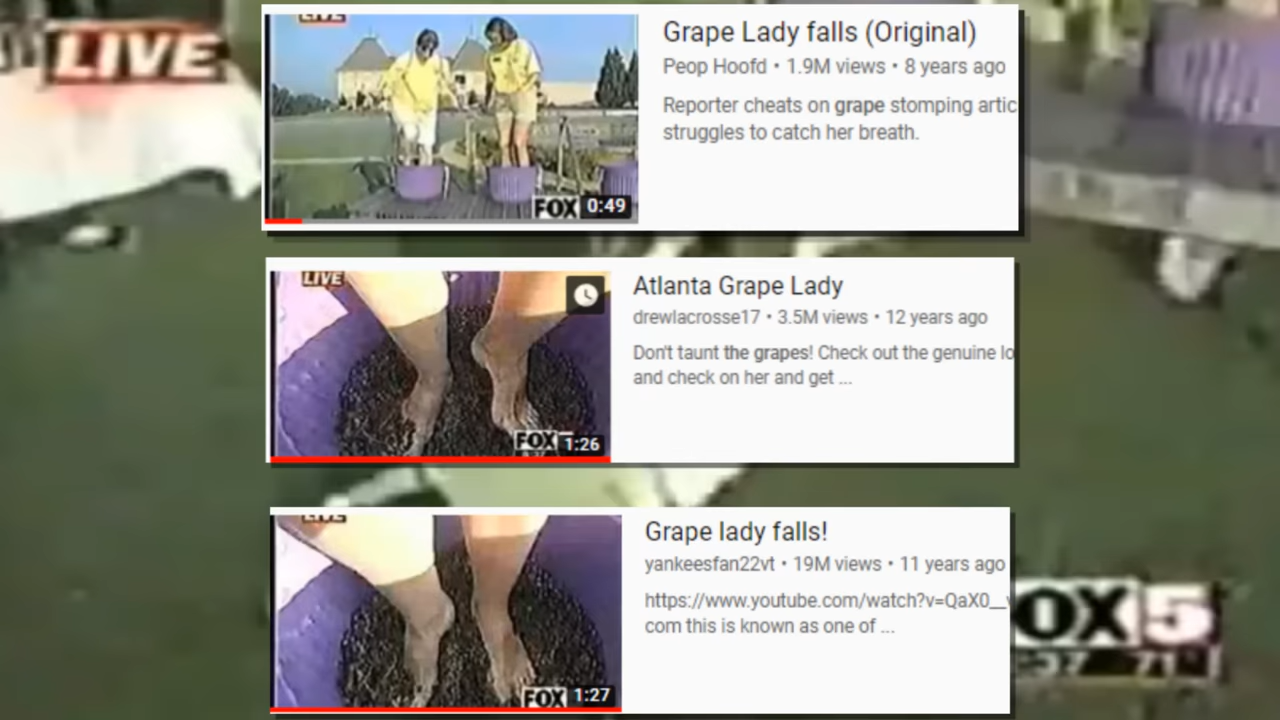 LIVE
LIVE
Grape Lady falls (Original)
Peop Hoofd • 1.9M views • 8 years ago
Reporter cheats on grape stomping artic
struggles to catch her breath.
FOX 0:49
LIVE
Atlanta Grape Lady
drewlacrosse17 • 3.5M views • 12 years ago
Don't taunt the grapes! Check out the genuine lo
and check on her and get ...
FOX 1:26
LIVE
Grape lady falls!
yankeesfan22vt • 19M views • 11 years ago
https://www.youtube.com/watch?v=QaX0__
com this is known as one of ...
FOX 1:27
OX 5
:37 71